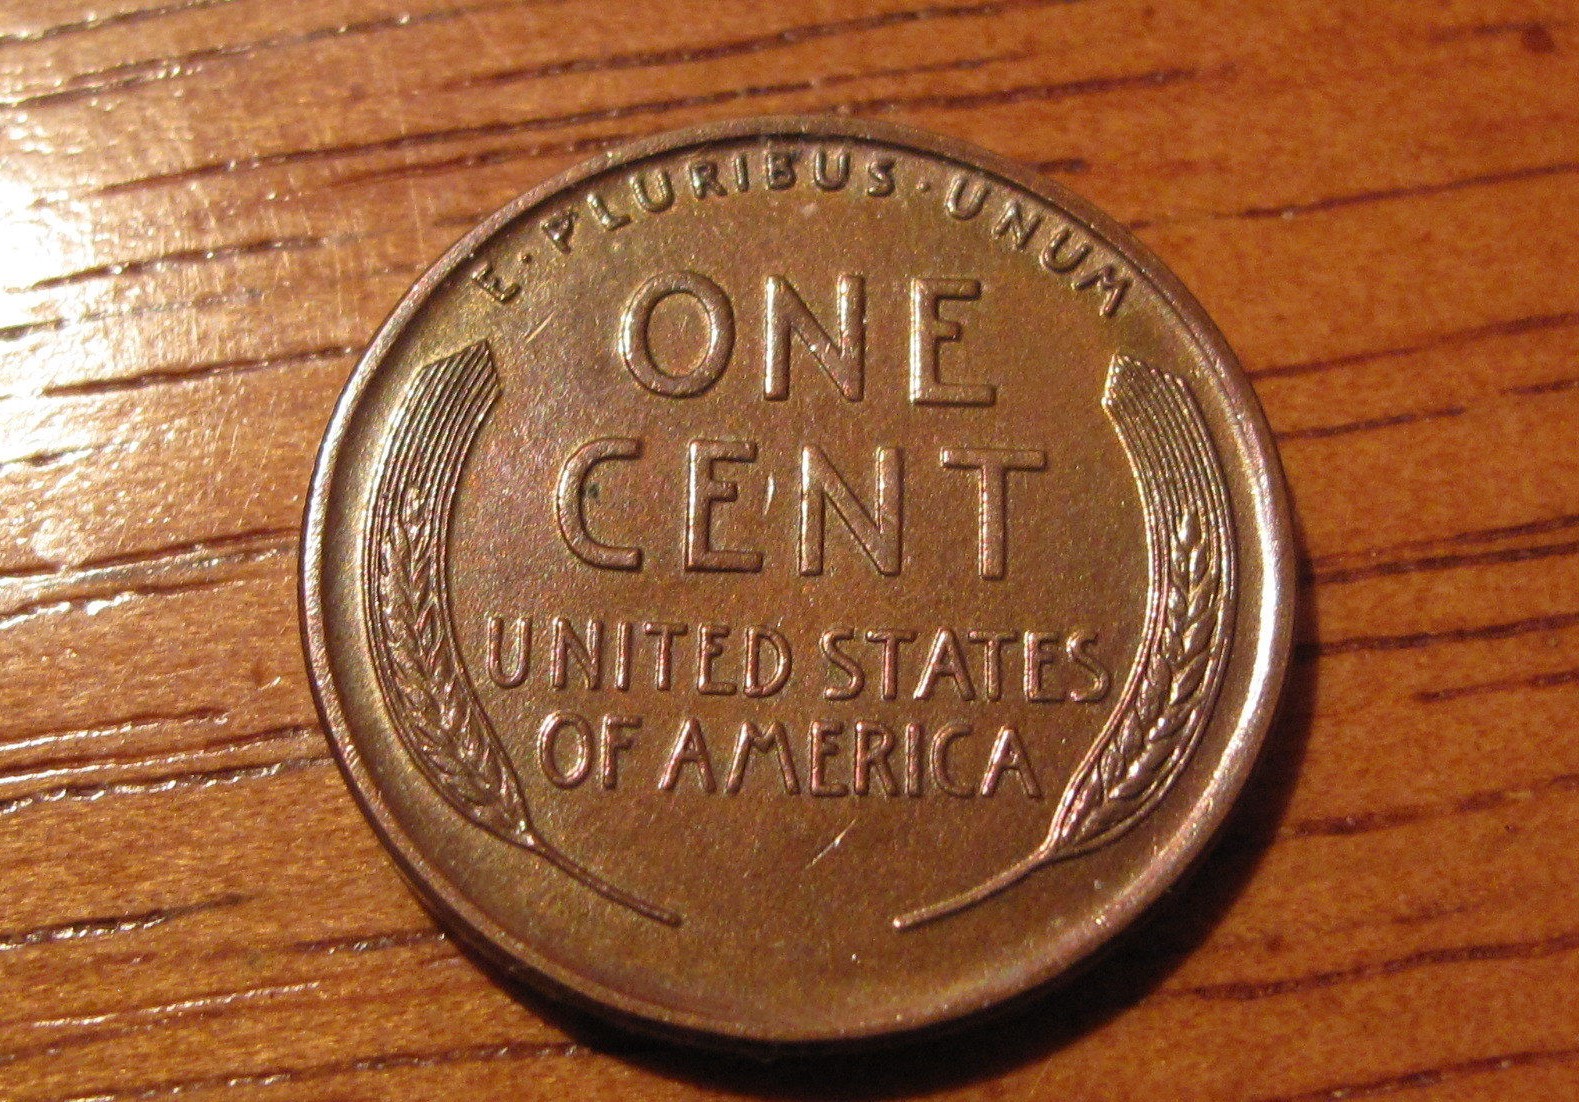 E·PLURIBUS·UNUM
ONE
CENT
UNITED STATES
OF AMERICA